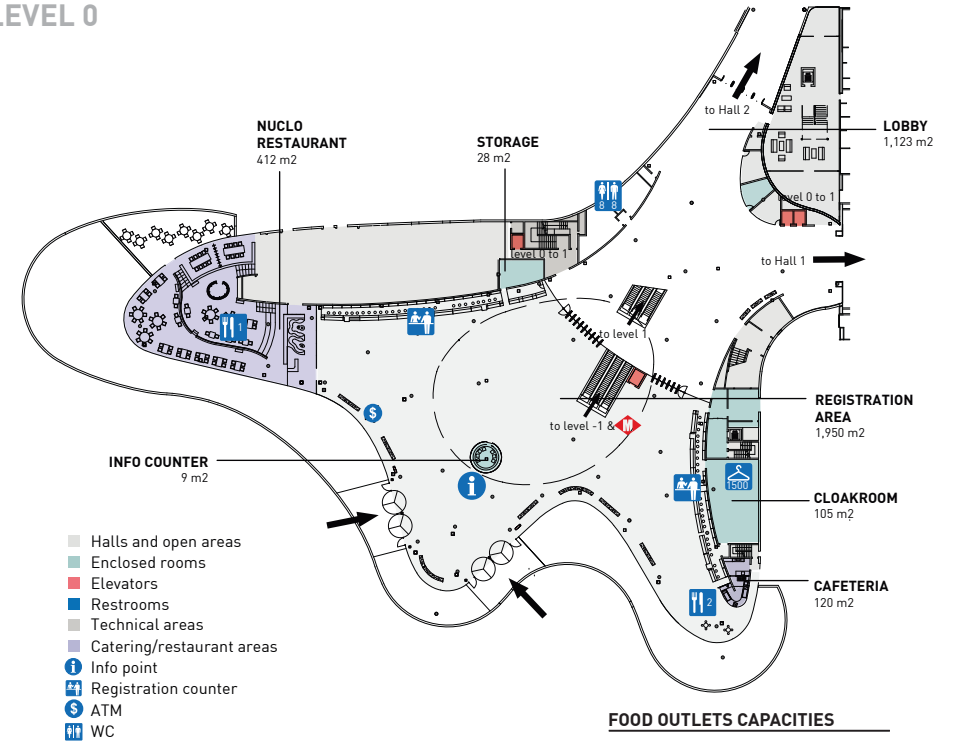 LEVEL 0
to Hall 2
NUCLO
RESTAURANT
412 m2
STORAGE
28 m2
LOBBY
1,123 m2
8 8
level 0 to 1
level 0 to 1
to Hall 1
1
to level 1
$
REGISTRATION
AREA
1,950 m2
to level -1 & M
INFO COUNTER
9 m2
i
1500
CLOAKROOM
105 m2
Halls and open areas
Enclosed rooms
Elevators
Restrooms
Technical areas
Catering/restaurant areas
i Info point
Registration counter
$ ATM
WC
CAFETERIA
120 m2
2
FOOD OUTLETS CAPACITIES